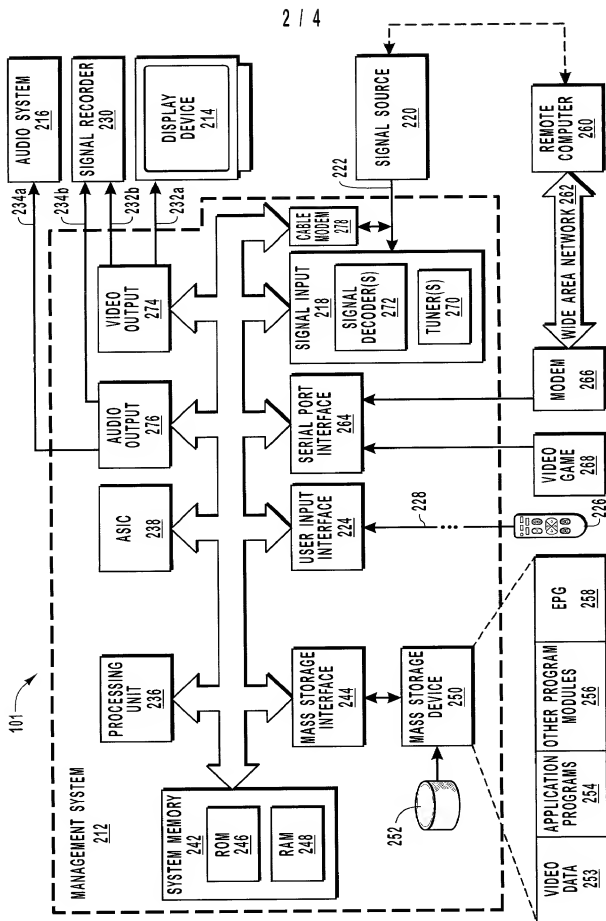 2 / 4
101
MANAGEMENT SYSTEM
212
PROCESSING
UNIT
236
ASIC
238
AUDIO OUTPUT
276
VIDEO OUTPUT
274
234a
234b
232b
232a
AUDIO SYSTEM
216
SIGNAL RECORDER
230
DISPLAY
DEVICE
214
SYSTEM MEMORY
242
ROM
246
RAM
248
MASS STORAGE
INTERFACE
244
USER INPUT
INTERFACE
224
SERIAL PORT
INTERFACE
264
SIGNAL INPUT
218
SIGNAL
DECODER(S)
272
TUNER(S)
270
CABLE
MODEM
278
222
SIGNAL SOURCE
220
252
MASS STORAGE
DEVICE
250
228
226
VIDEO
GAME
268
MODEM
266
WIDE AREA NETWORK 262
REMOTE
COMPUTER
260
VIDEO DATA
253
APPLICATION
PROGRAMS
254
OTHER PROGRAM
MODULES
256
EPG
258